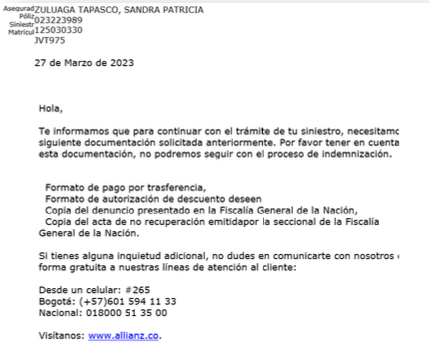 Asegurad ZULUAGA TAPASCO, SANDRA PATRICIA
Póliz 023223989
Siniestr 125030330
Matrícul JVT975
27 de Marzo de 2023
Hola,
Te informamos que para continuar con el trámite de tu siniestro, necesitamo
siguiente documentación solicitada anteriormente. Por favor tener en cuenta
esta documentación, no podremos seguir con el proceso de indemnización.
Formato de pago por trasferencia,
Formato de autorización de descuento deseen
Copia del denuncio presentado en la Fiscalía General de la Nación,
Copia del acta de no recuperación emitidapor la seccional de la Fiscalía
General de la Nación.
Si tienes alguna inquietud adicional, no dudes en comunicarte con nosotros
forma gratuita a nuestras líneas de atención al cliente:
Desde un celular: #265
Bogotá: (+57)601 594 11 33
Nacional: 018000 51 35 00
Visítanos: www.allianz.co.